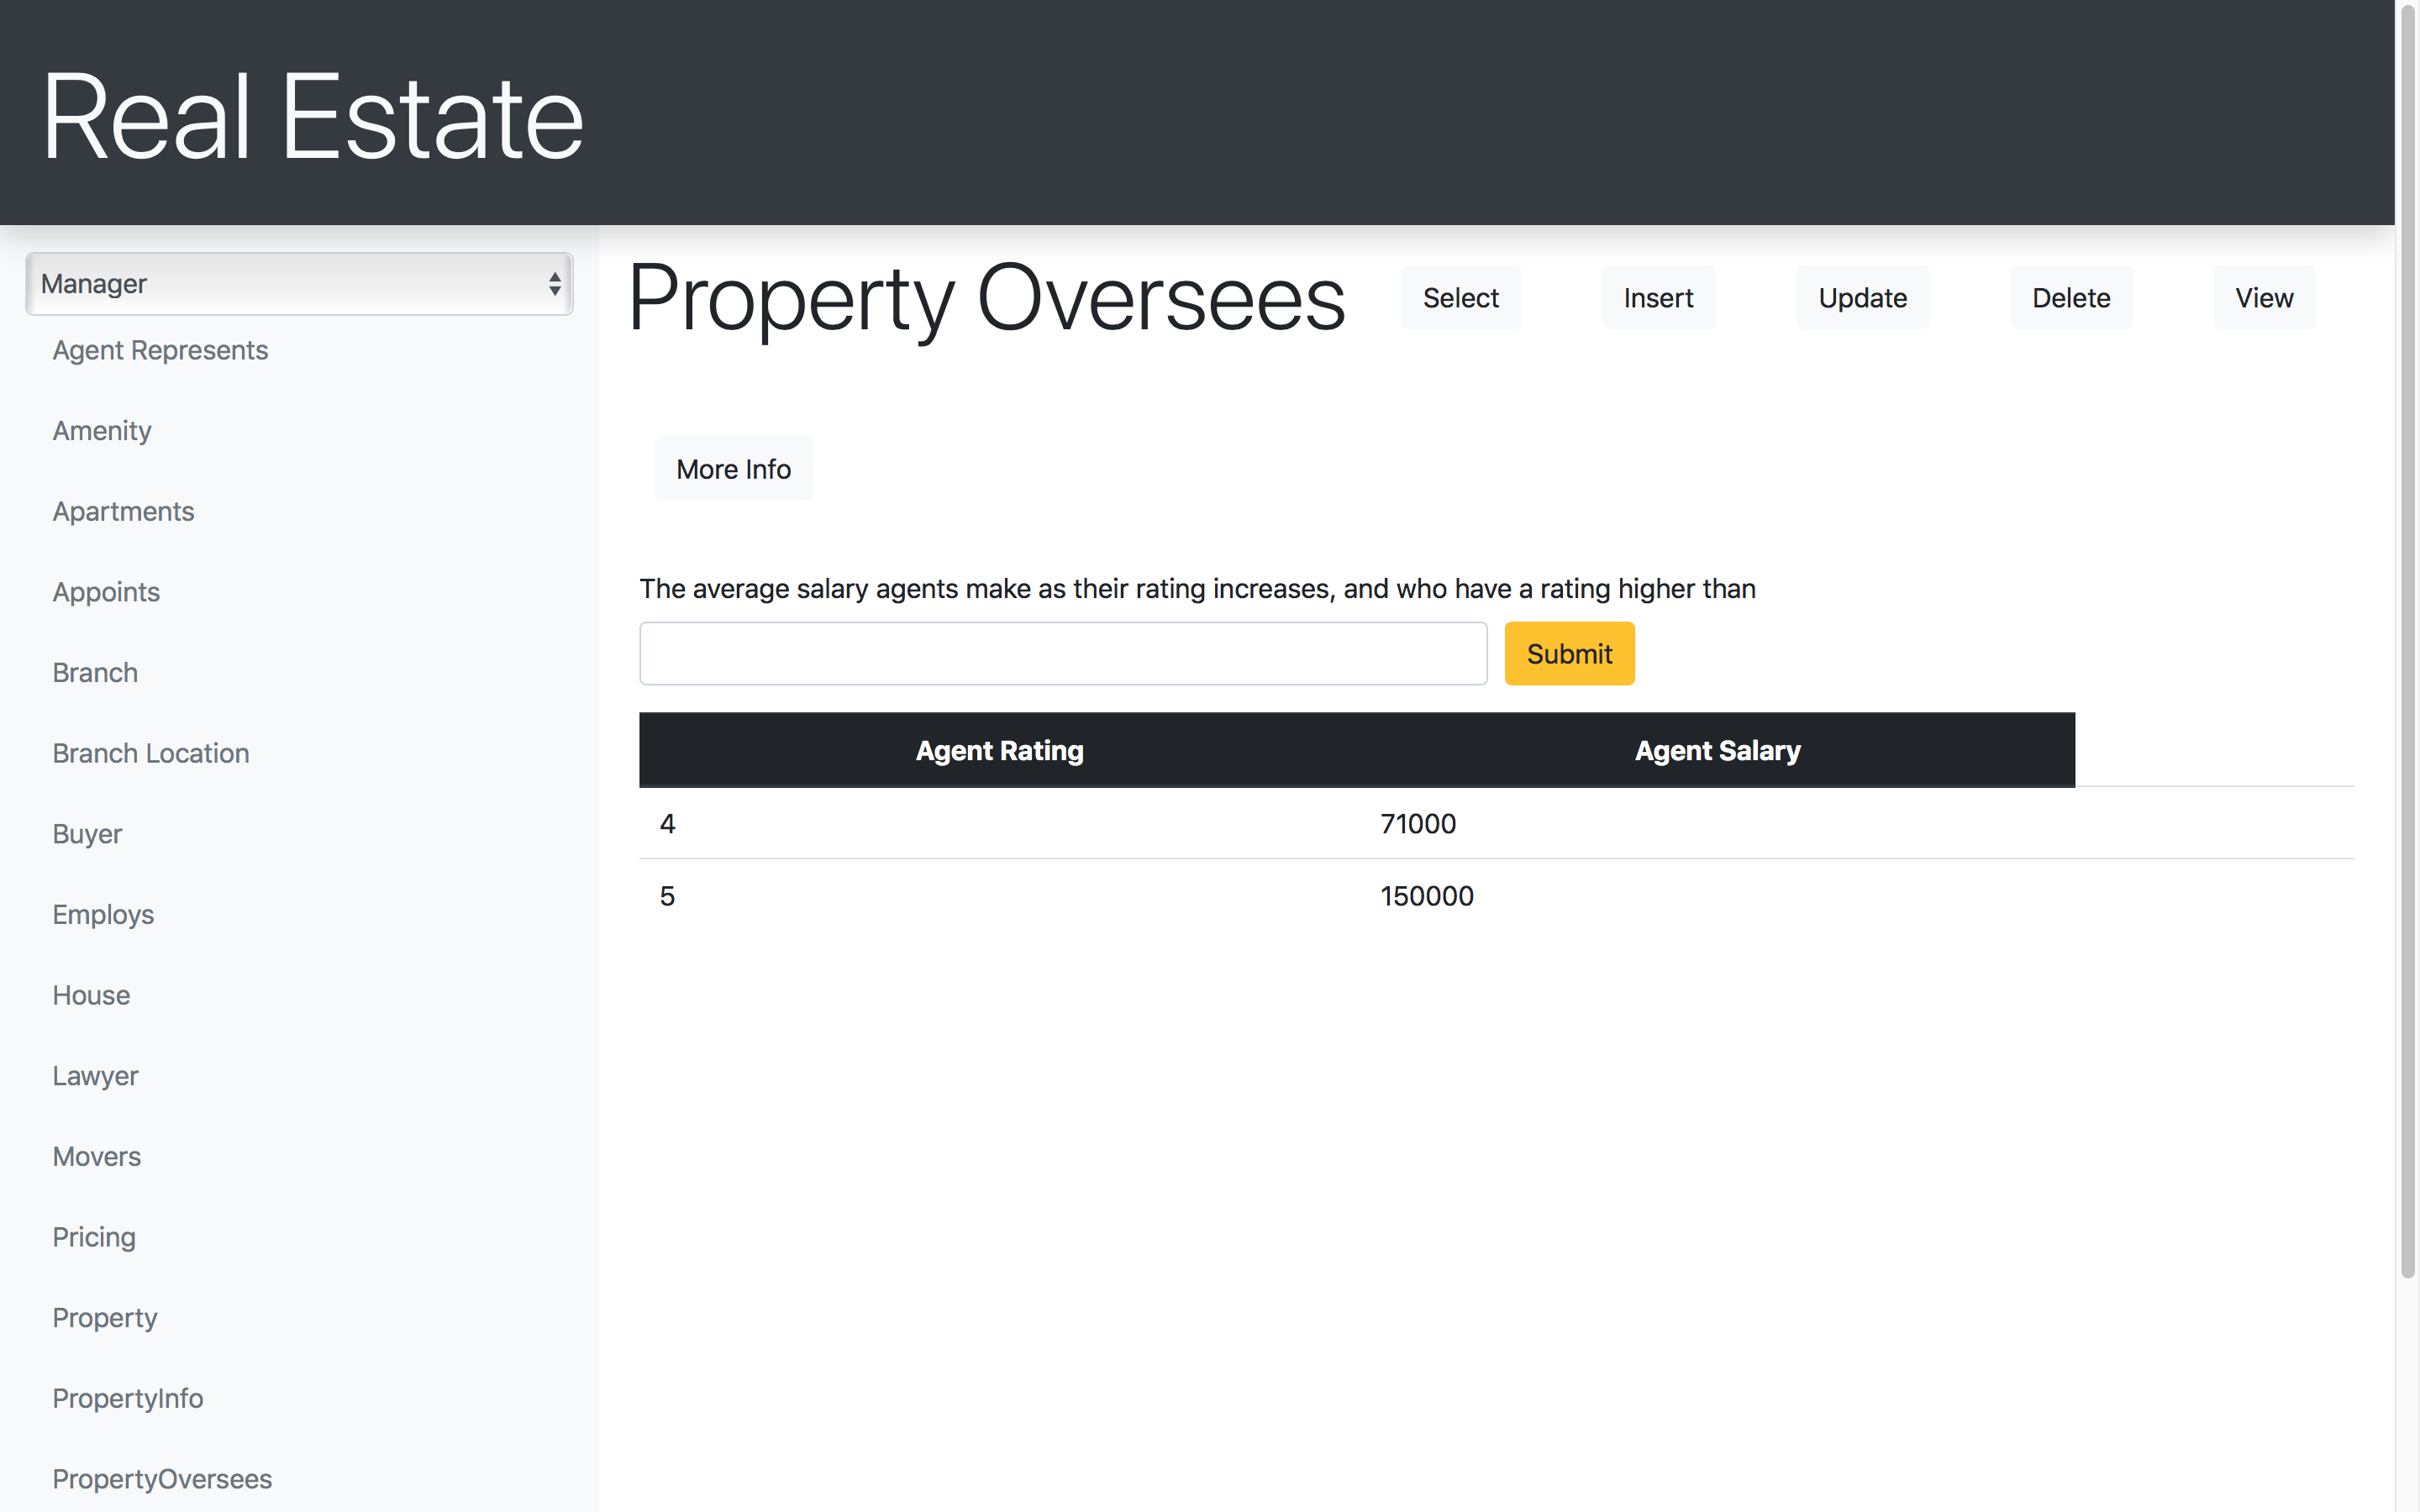 Real Estate
Manager
Agent Represents
Amenity
Apartments
Appoints
Branch
Branch Location
Buyer
Employs
House
Lawyer
Movers
Pricing
Property
PropertyInfo
PropertyOversees
Property Oversees
Select
Insert
Update
Delete
View
More Info
The average salary agents make as their rating increases, and who have a rating higher than
Submit
Agent Rating Agent Salary
4 71000
5 150000